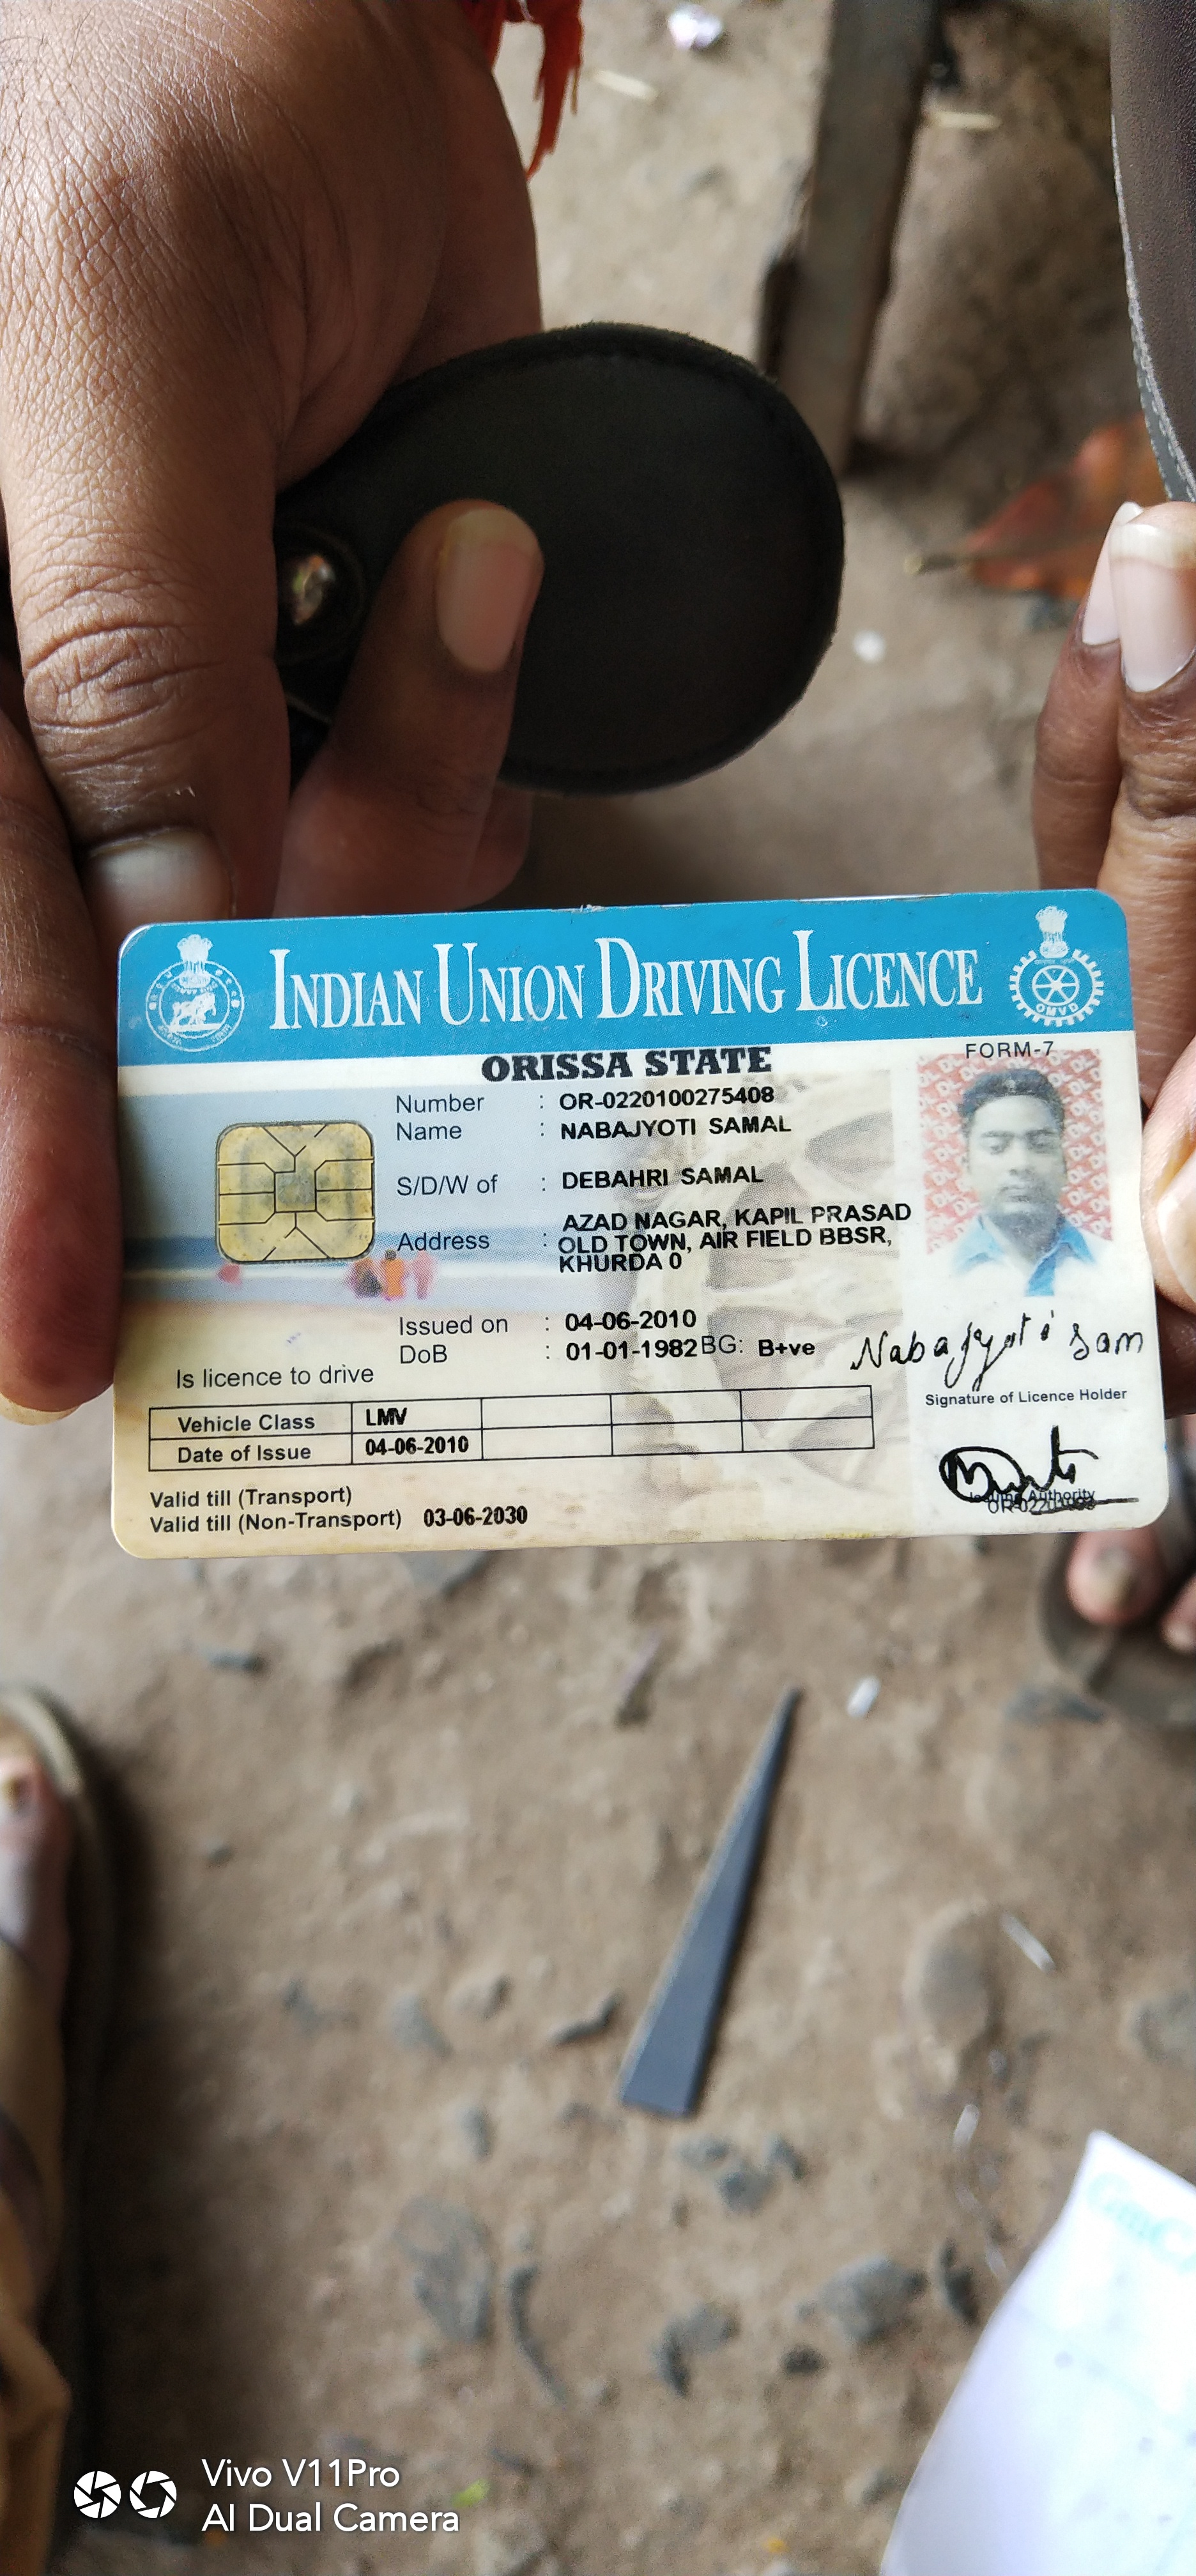 INDIAN UNION DRIVING LICENCE
OMVD
ORISSA STATE
FORM-7
Number : OR-0220100275408
Name : NABAJYOTI SAMAL
S/D/W of : DEBAHRI SAMAL
Address : AZAD NAGAR, KAPIL PRASAD
OLD TOWN, AIR FIELD BBSR,
KHURDA 0
Issued on : 04-06-2010
DoB : 01-01-1982 BG: B+ve
Nabajyoti Sam
Signature of Licence Holder
Is licence to drive
Vehicle Class LMV
Date of Issue 04-06-2010
Issuing Authority
Valid till (Transport)
Valid till (Non-Transport) 03-06-2030
Vivo V11Pro
AI Dual Camera